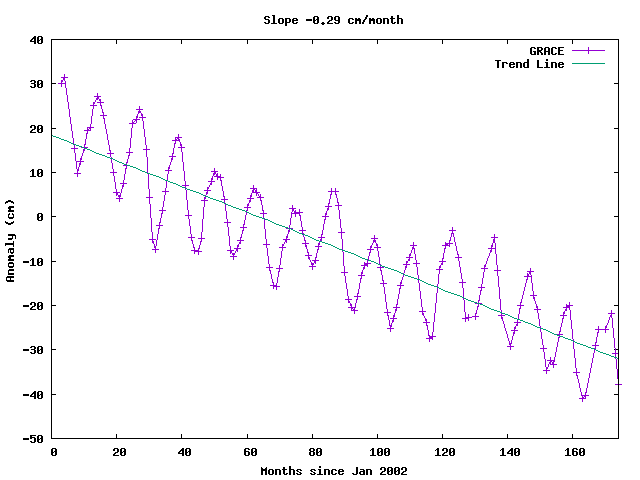 Slope -0.29 cm/month
GRACE
Trend Line
40
30
20
10
0
-10
-20
-30
-40
-50
Anomaly (cm)
0 20 40 60 80 100 120 140 160
Months since Jan 2002